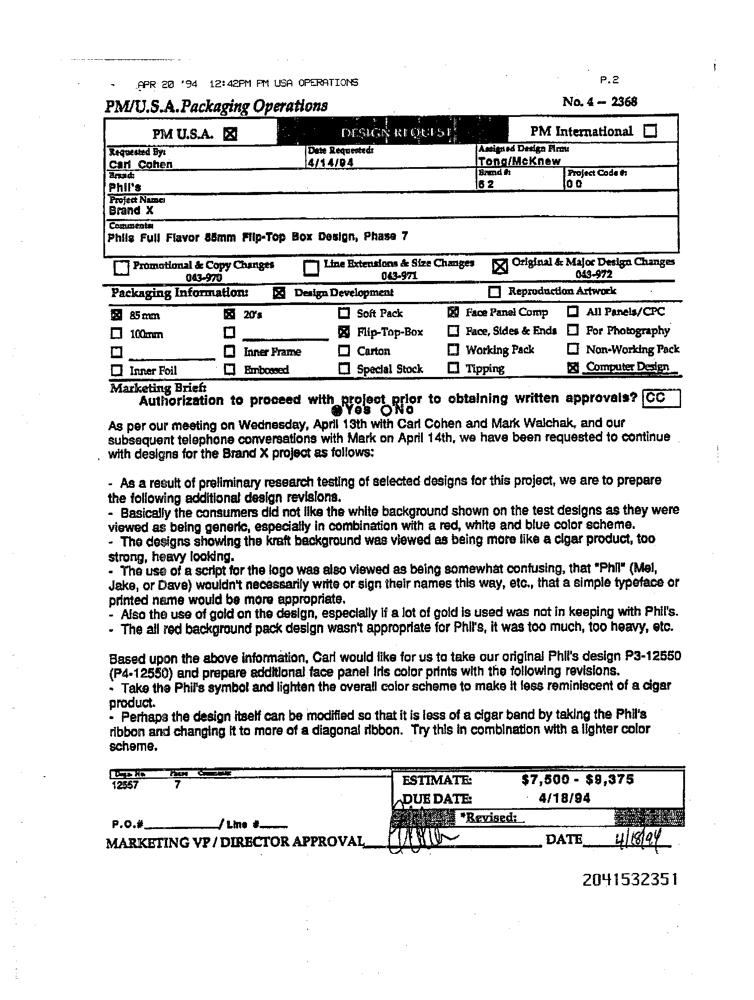 APR 20 '94 12:42PM PM USA OPERATIONS P.2
PM/U.S.A. Packaging Operations No. 4 — 2368
PM U.S.A. ☒ DESIGN REQUEST PM International ☐
Requested By: Date Requested: Assigned Design Firm:
Carl Cohen 4/14/94 Tong/McKnew
Brand: Brand #: Project Code #:
Phil's 62 00
Project Name:
Brand X
Comments:
Phils Full Flavor 85mm Flip-Top Box Design, Phase 7
☐ Promotional & Copy Changes ☐ Line Extensions & Size Changes ☒ Original & Major Design Changes
043-970 043-971 043-972
Packaging Information: ☒ Design Development ☐ Reproduction Artwork
☒ 85 mm ☒ 20's ☐ Soft Pack ☒ Face Panel Comp ☐ All Panels/CPC
☐ 100mm ☐ ☒ Flip-Top-Box ☐ Face, Sides & Ends ☐ For Photography
☐ ☐ Inner Frame ☐ Carton ☐ Working Pack ☐ Non-Working Pack
☐ Inner Foil ☐ Embossed ☐ Special Stock ☐ Tipping ☒ Computer Design
Marketing Brief:
Authorization to proceed with project prior to obtaining written approvals? CC
Yes No
As per our meeting on Wednesday, April 13th with Carl Cohen and Mark Walchak, and our
subsequent telephone conversations with Mark on April 14th, we have been requested to continue
with designs for the Brand X project as follows:
- As a result of preliminary research testing of selected designs for this project, we are to prepare
the following additional design revisions.
- Basically the consumers did not like the white background shown on the test designs as they were
viewed as being generic, especially in combination with a red, white and blue color scheme.
- The designs showing the kraft background was viewed as being more like a cigar product, too
strong, heavy looking.
- The use of a script for the logo was also viewed as being somewhat confusing, that "Phil" (Mel,
Jake, or Dave) wouldn't necessarily write or sign their names this way, etc., that a simple typeface or
printed name would be more appropriate.
- Also the use of gold on the design, especially if a lot of gold is used was not in keeping with Phil's.
- The all red background pack design wasn't appropriate for Phil's, it was too much, too heavy, etc.
Based upon the above information, Carl would like for us to take our original Phil's design P3-12550
(P4-12550) and prepare additional face panel Iris color prints with the following revisions.
- Take the Phil's symbol and lighten the overall color scheme to make it less reminiscent of a cigar
product.
- Perhaps the design itself can be modified so that it is less of a cigar band by taking the Phil's
ribbon and changing it to more of a diagonal ribbon. Try this in combination with a lighter color
scheme.
Phase Comments ESTIMATE: $7,500 - $9,375
12557 7
DUE DATE: 4/18/94
*Revised:
P.O.# / Line #
MARKETING VP / DIRECTOR APPROVAL DATE 4/18/94
2041532351